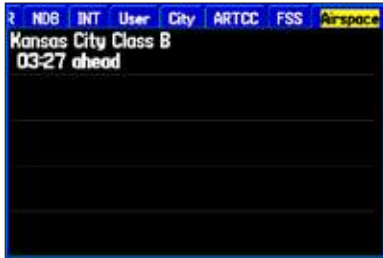 R NDB INT User City ARTCC FSS Airspace
Kansas City Class B
03:27 ahead